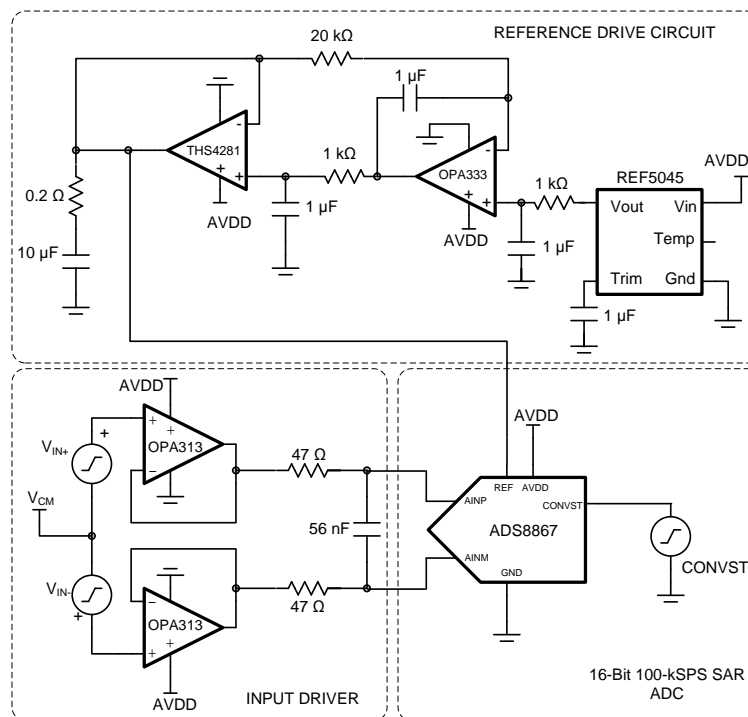 REFERENCE DRIVE CIRCUIT
20 kΩ
1 µF
-
THS4281
+
+
AVDD
1 kΩ
1 µF
-
OPA333
+
+
AVDD
1 kΩ
1 µF
REF5045
AVDD
Vout
Vin
Temp
Trim
Gnd
1 µF
0.2 Ω
10 µF
AVDD
+
VIN+
+
+
OPA313
−
47 Ω
VCM
56 nF
VIN-
+
−
OPA313
+
+
47 Ω
AVDD
INPUT DRIVER
AVDD
REF
AVDD
AINP
CONVST
ADS8867
AINM
GND
CONVST
16-Bit 100-kSPS SAR
ADC